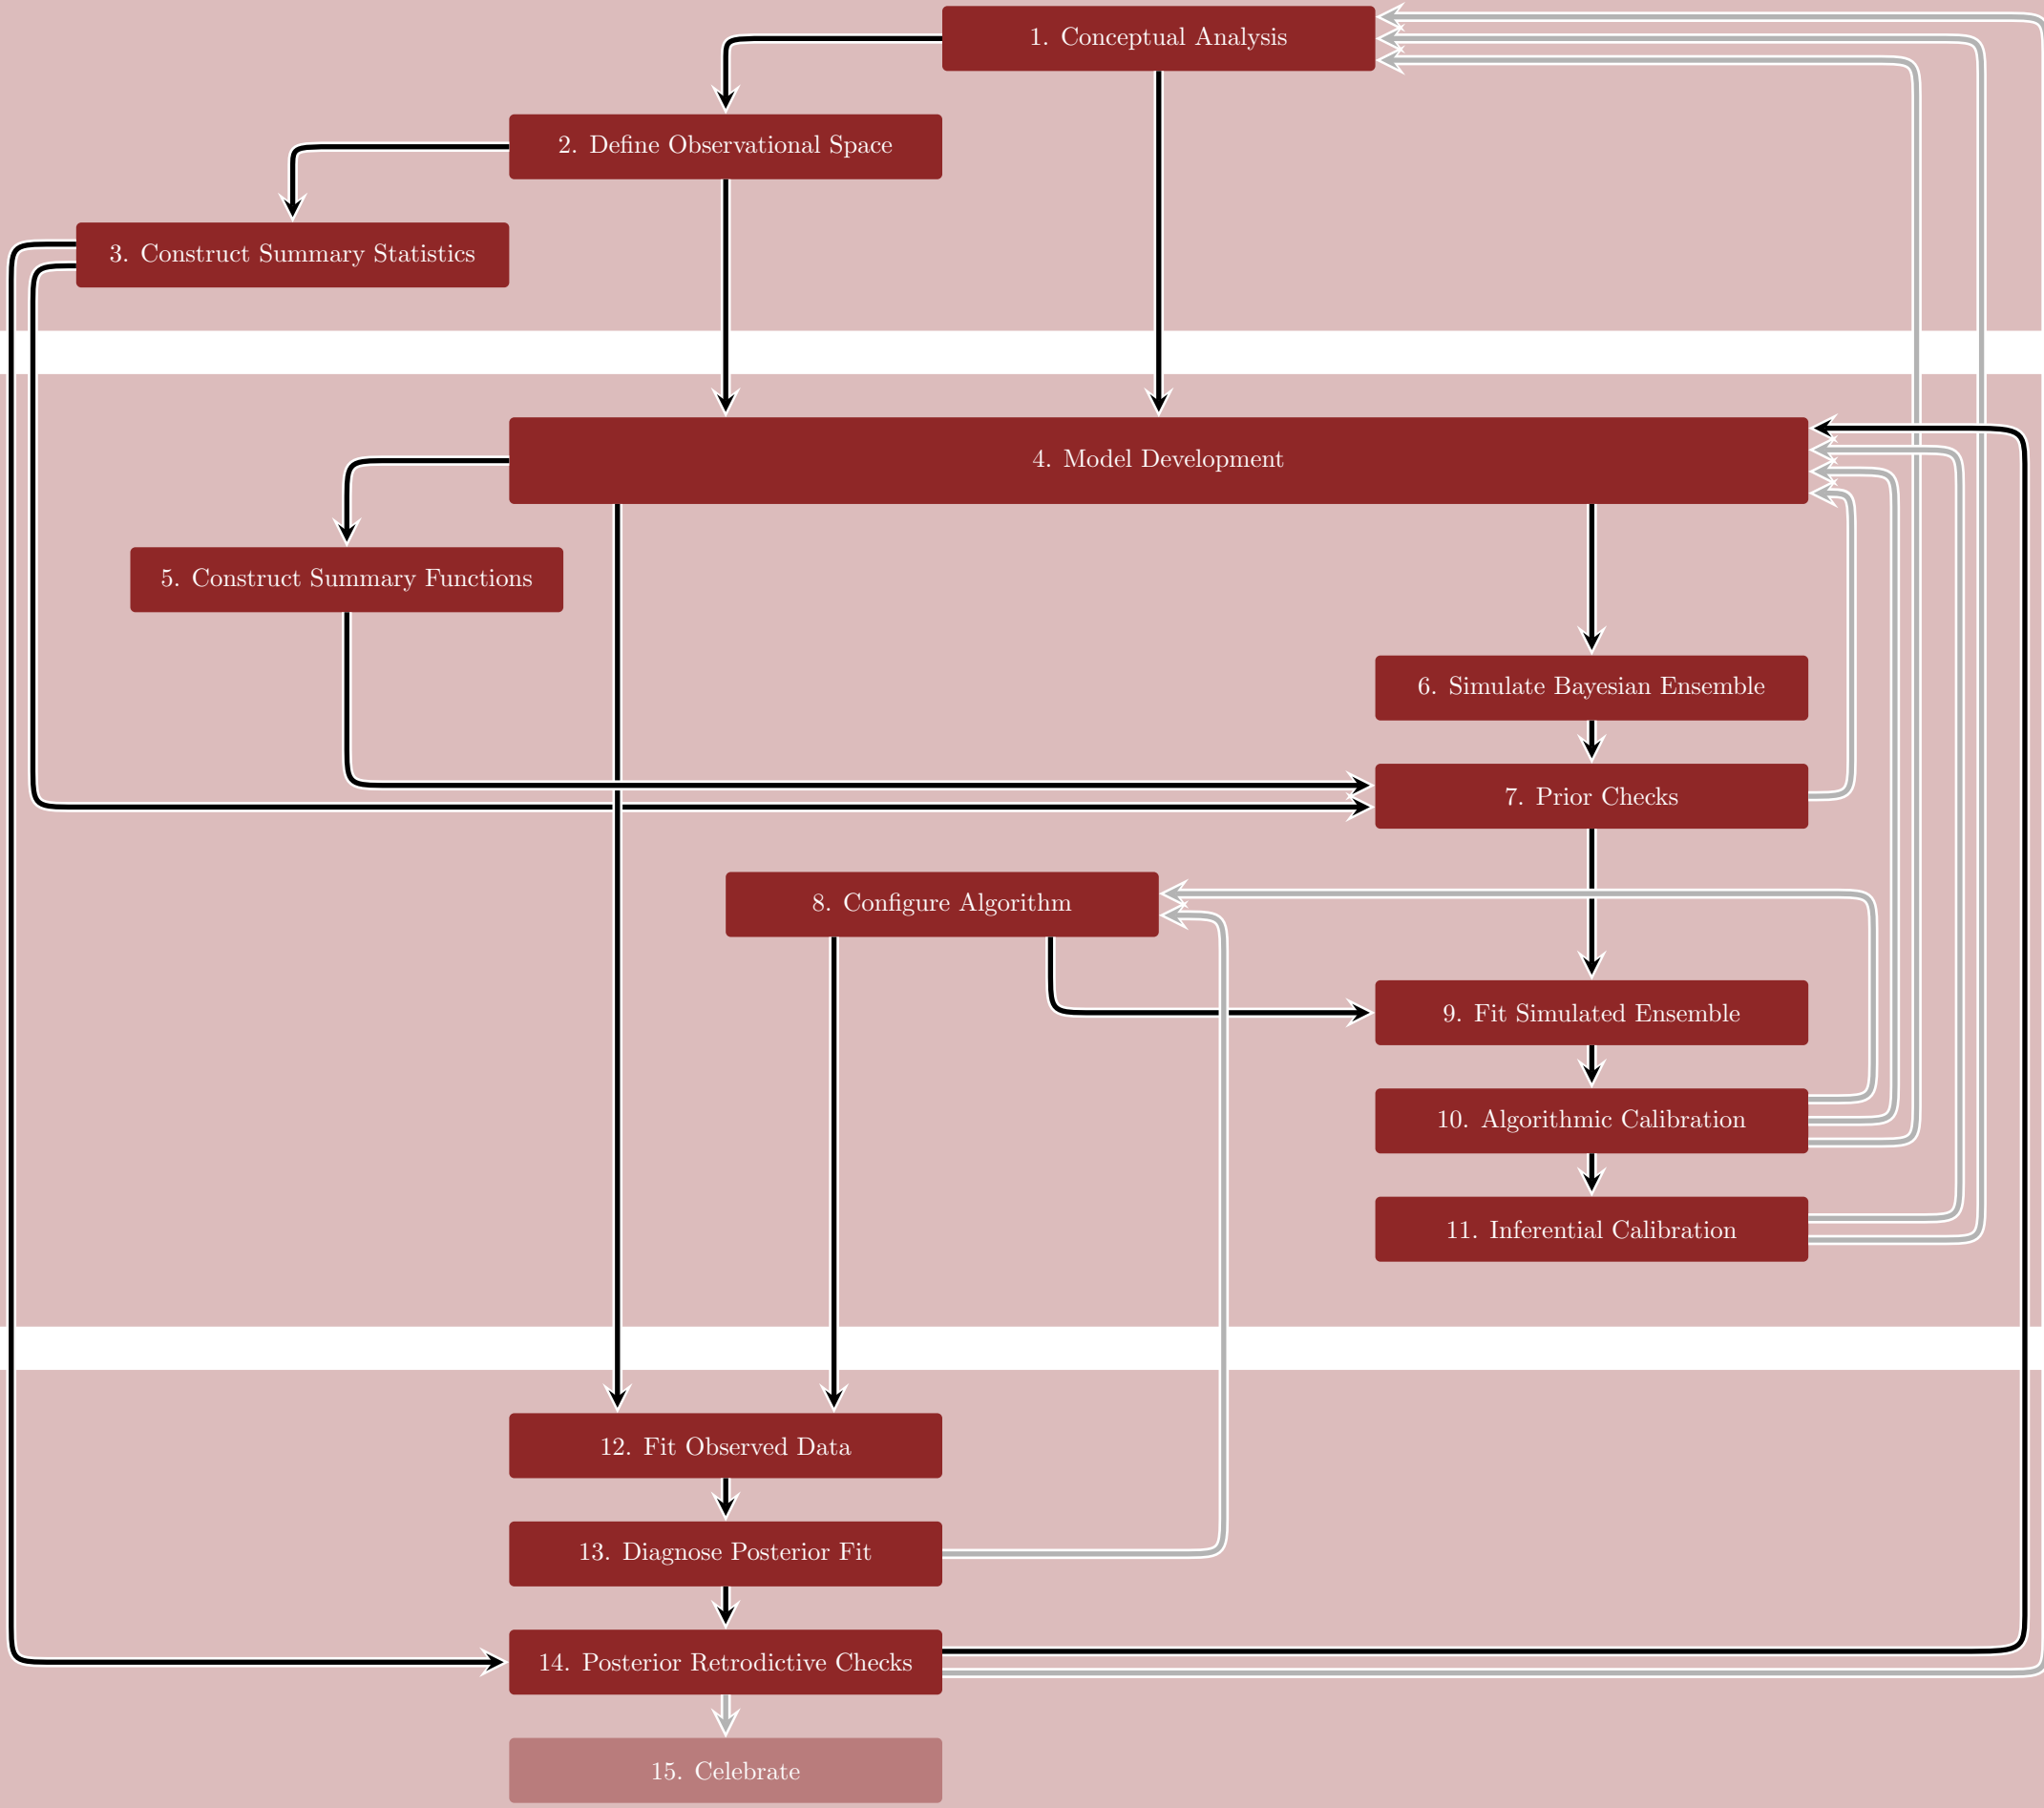 1. Conceptual Analysis
2. Define Observational Space
3. Construct Summary Statistics
4. Model Development
5. Construct Summary Functions
6. Simulate Bayesian Ensemble
7. Prior Checks
8. Configure Algorithm
9. Fit Simulated Ensemble
10. Algorithmic Calibration
11. Inferential Calibration
12. Fit Observed Data
13. Diagnose Posterior Fit
14. Posterior Retrodictive Checks
15. Celebrate